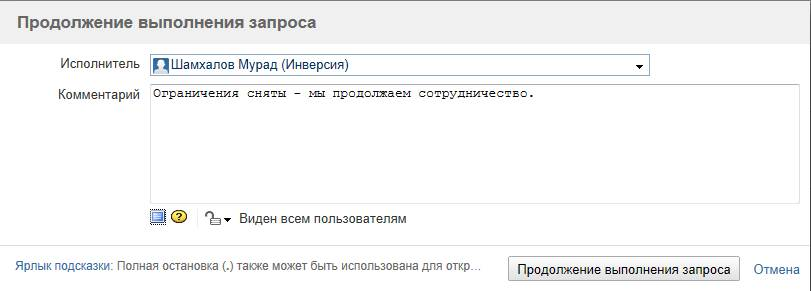 Продолжение выполнения запроса
Исполнитель Шамхалов Мурад (Инверсия)
Комментарий Ограничения сняты - мы продолжаем сотрудничество.
Виден всем пользователям
Ярлык подсказки: Полная остановка (.) также может быть использована для откр... Продолжение выполнения запроса Отмена